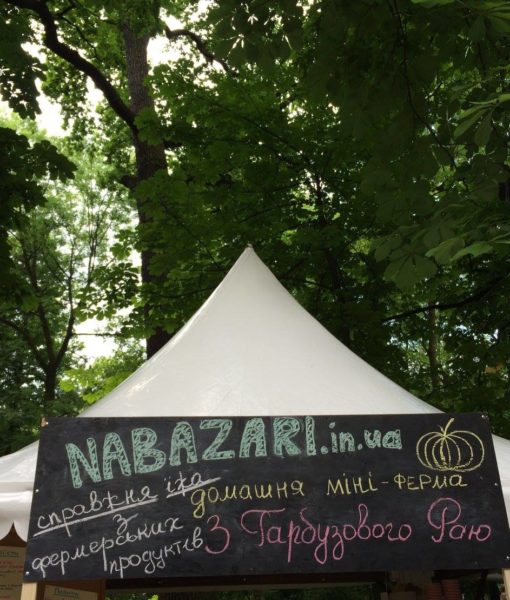 NABAZARI.in.ua
справжня їжа
з
фермерських
продуктів
домашня міні-ферма
З Гарбузового Раю